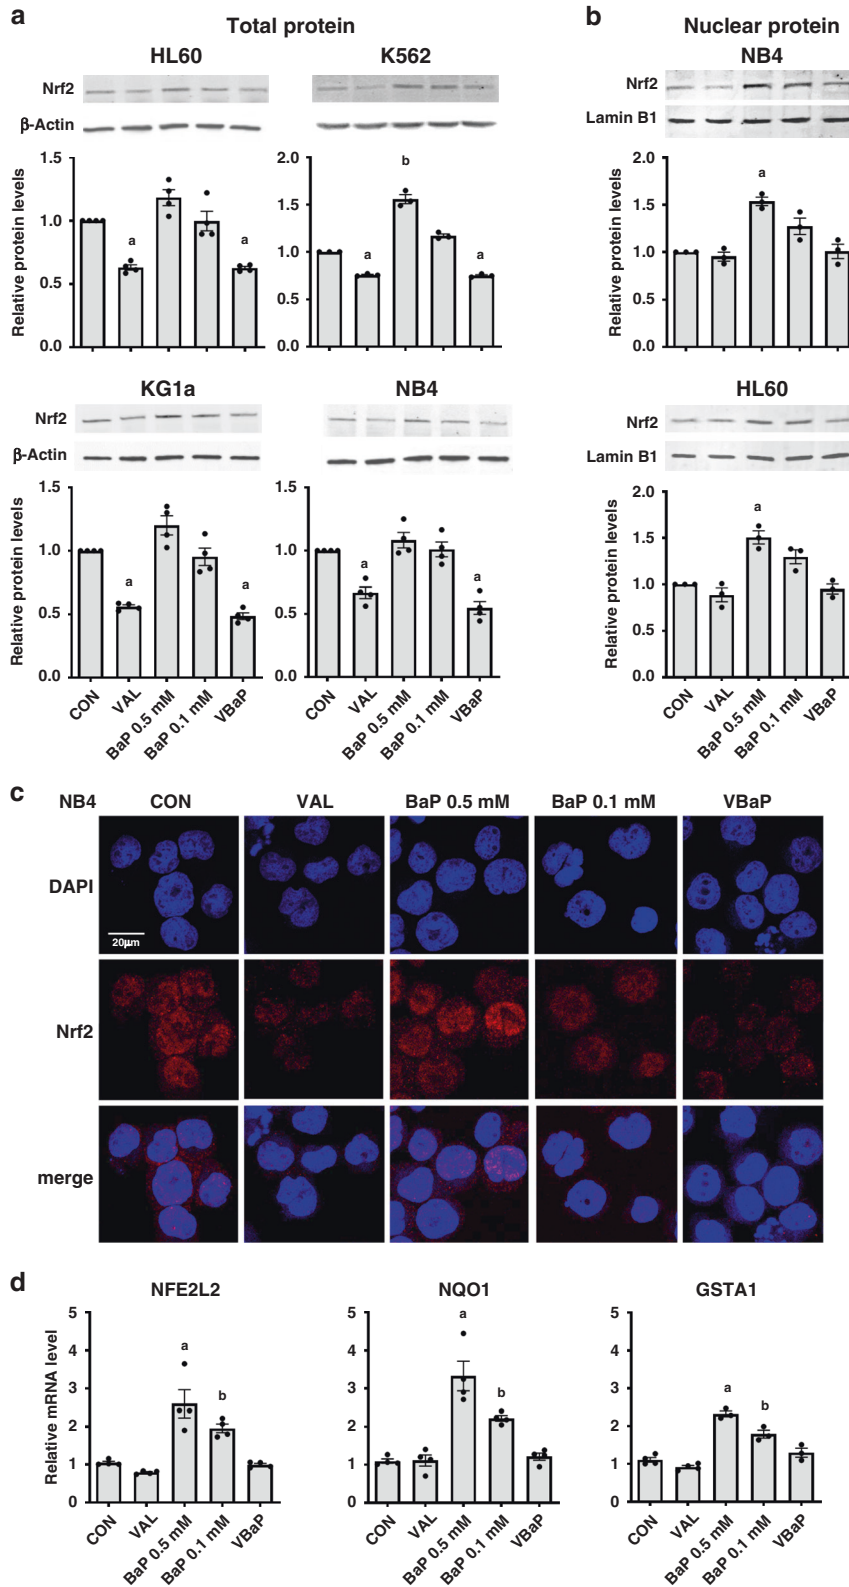 a
Total protein
b
Nuclear protein
HL60
K562
NB4
Nrf2
β-Actin
Nrf2
Lamin B1
Relative protein levels
1.5
1.0
0.5
0.0
a
a
2.0
1.5
1.0
0.5
0.0
a
b
a
Relative protein levels
2.0
1.5
1.0
0.5
0.0
a
KG1a
NB4
HL60
Nrf2
β-Actin
Nrf2
Lamin B1
Relative protein levels
1.5
1.0
0.5
0.0
a
a
CON
VAL
BaP 0.5 mM
BaP 0.1 mM
VBaP
1.5
1.0
0.5
0.0
a
a
CON
VAL
BaP 0.5 mM
BaP 0.1 mM
VBaP
Relative protein levels
2.0
1.5
1.0
0.5
0.0
a
CON
VAL
BaP 0.5 mM
BaP 0.1 mM
VBaP
c
NB4
CON
VAL
BaP 0.5 mM
BaP 0.1 mM
VBaP
DAPI
20μm
Nrf2
merge
d
NFE2L2
NQO1
GSTA1
Relative mRNA level
5
4
3
2
1
0
a
b
CON
VAL
BaP 0.5 mM
BaP 0.1 mM
VBaP
5
4
3
2
1
0
a
b
CON
VAL
BaP 0.5 mM
BaP 0.1 mM
VBaP
5
4
3
2
1
0
a
b
CON
VAL
BaP 0.5 mM
BaP 0.1 mM
VBaP